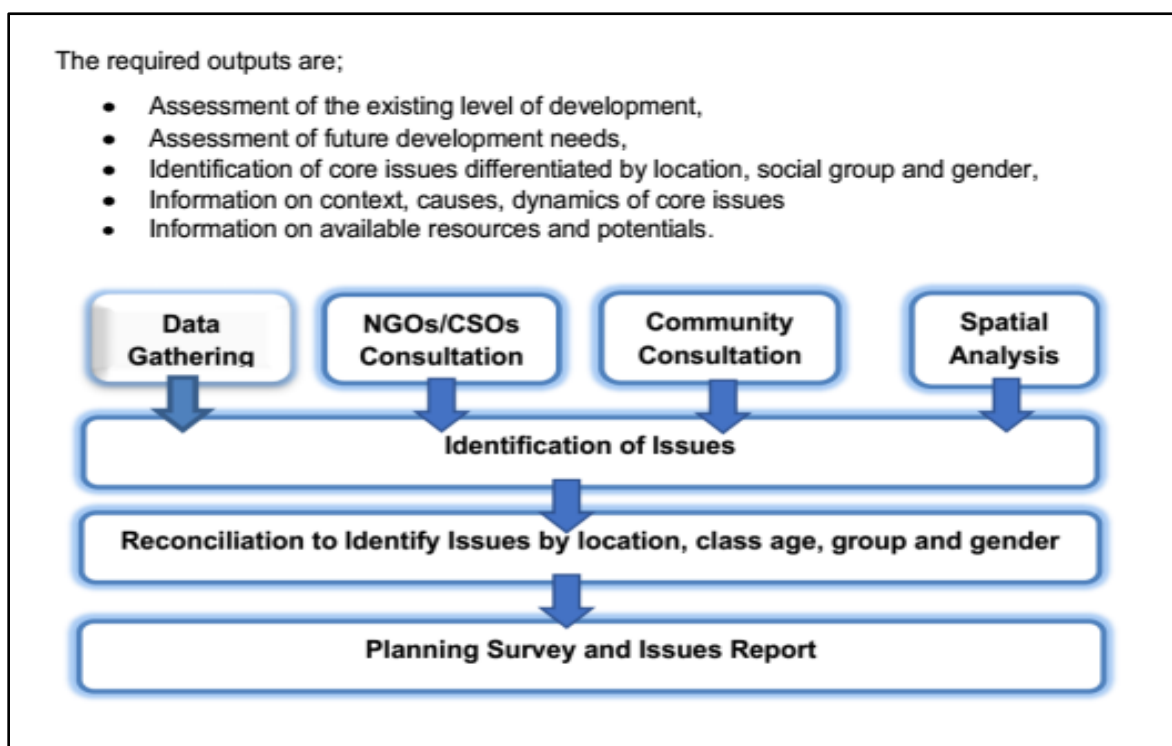 The required outputs are;
• Assessment of the existing level of development,
• Assessment of future development needs,
• Identification of core issues differentiated by location, social group and gender,
• Information on context, causes, dynamics of core issues
• Information on available resources and potentials.
Data
Gathering
NGOs/CSOs
Consultation
Community
Consultation
Spatial
Analysis
Identification of Issues
Reconciliation to Identify Issues by location, class age, group and gender
Planning Survey and Issues Report